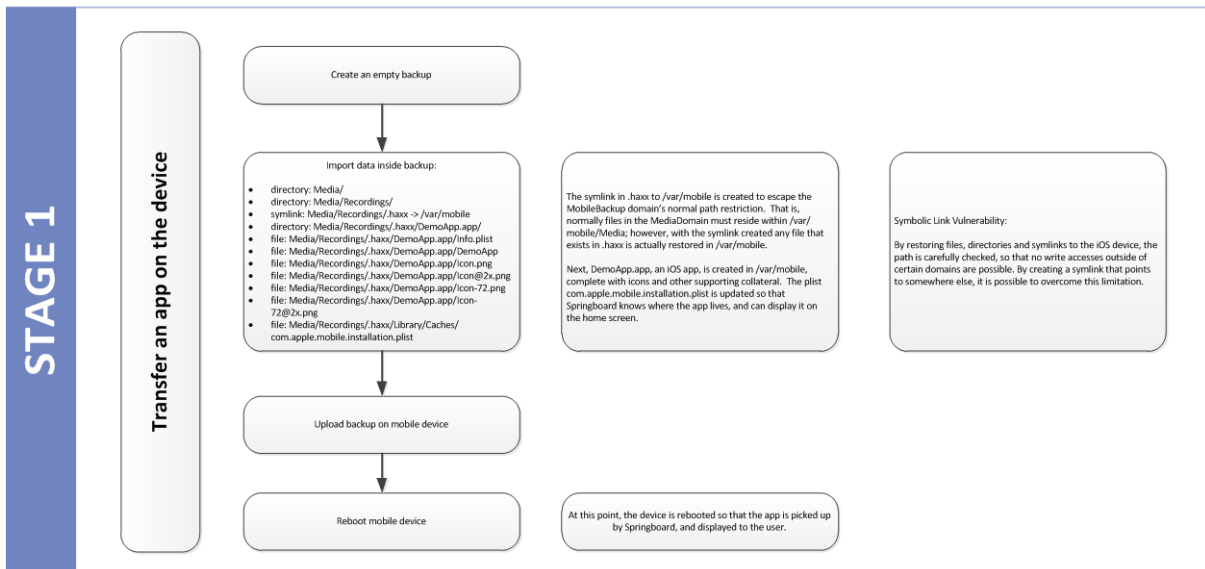 STAGE 1
Transfer an app on the device
Create an empty backup
Import data inside backup:
• directory: Media/
• directory: Media/Recordings/
• symlink: Media/Recordings/.haxx -> /var/mobile
• directory: Media/Recordings/.haxx/DemoApp.app/
• file: Media/Recordings/.haxx/DemoApp.app/Info.plist
• file: Media/Recordings/.haxx/DemoApp.app/DemoApp
• file: Media/Recordings/.haxx/DemoApp.app/Icon.png
• file: Media/Recordings/.haxx/DemoApp.app/Icon@2x.png
• file: Media/Recordings/.haxx/DemoApp.app/Icon-72.png
• file: Media/Recordings/.haxx/DemoApp.app/Icon-
72@2x.png
• file: Media/Recordings/.haxx/Library/Caches/
com.apple.mobile.installation.plist
The symlink in .haxx to /var/mobile is created to escape the
MobileBackup domain's normal path restriction. That is,
normally files in the MediaDomain must reside within /var/
mobile/Media; however, with the symlink created any file that
exists in .haxx is actually restored in /var/mobile.
Next, DemoApp.app, an iOS app, is created in /var/mobile,
complete with icons and other supporting collateral. The plist
com.apple.mobile.installation.plist is updated so that
Springboard knows where the app lives, and can display it on
the home screen.
Symbolic Link Vulnerability:
By restoring files, directories and symlinks to the iOS device, the
path is carefully checked, so that no write accesses outside of
certain domains are possible. By creating a symlink that points
to somewhere else, it is possible to overcome this limitation.
Upload backup on mobile device
Reboot mobile device
At this point, the device is rebooted so that the app is picked up
by Springboard, and displayed to the user.